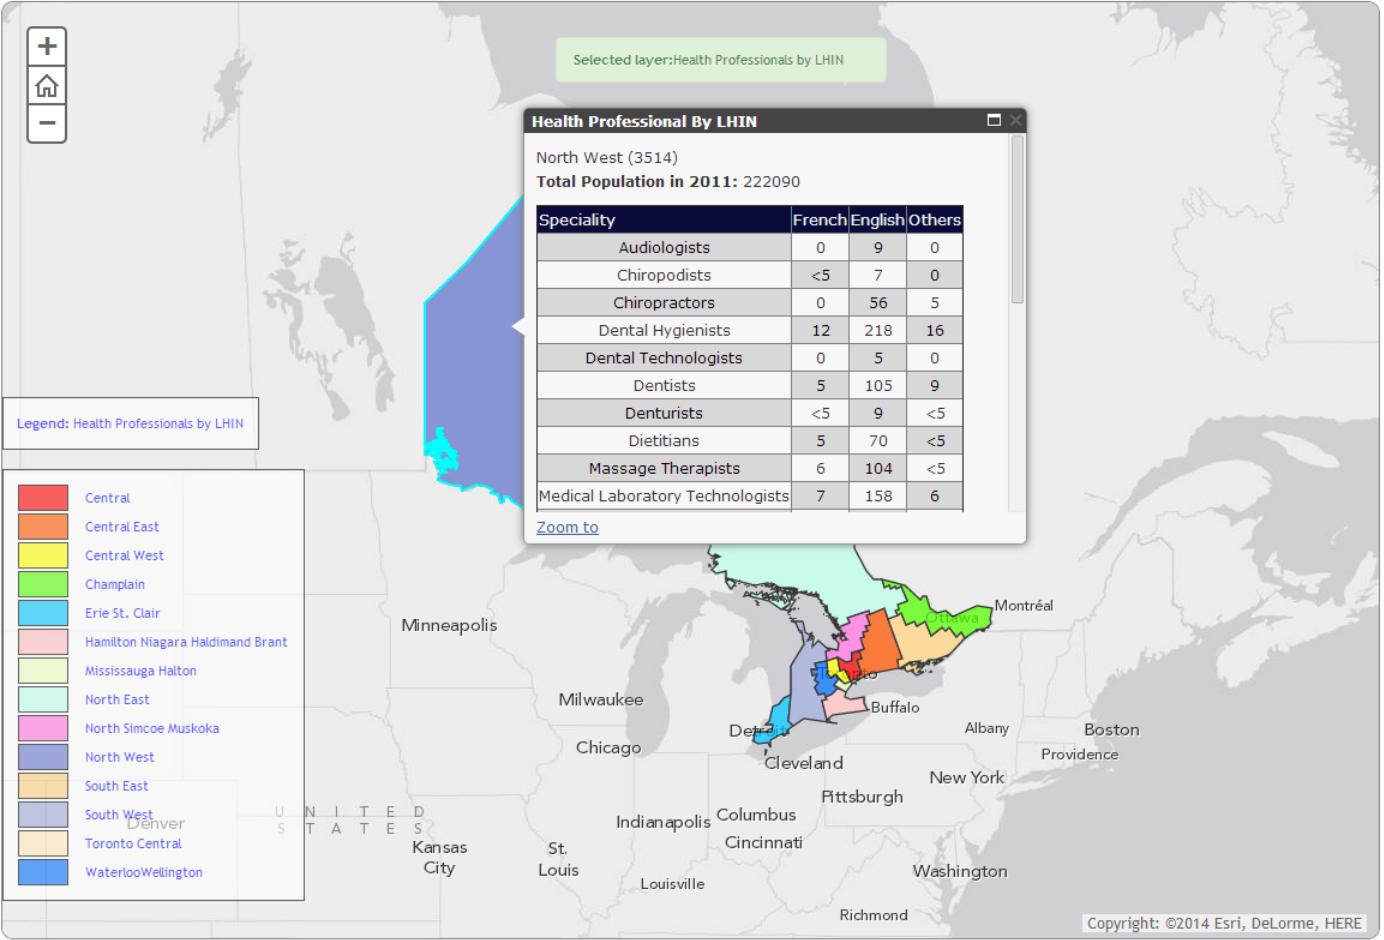 +
Selected layer:Health Professionals by LHIN
−
Health Professional By LHIN
North West (3514)
Total Population in 2011: 222090
Speciality French English Others
Audiologists 0 9 0
Chiropodists <5 7 0
Chiropractors 0 56 5
Dental Hygienists 12 218 16
Dental Technologists 0 5 0
Dentists 5 105 9
Denturists <5 9 <5
Dietitians 5 70 <5
Massage Therapists 6 104 <5
Medical Laboratory Technologists 7 158 6
Zoom to
Legend: Health Professionals by LHIN
Central
Central East
Central West
Champlain
Erie St. Clair
Hamilton Niagara Haldimand Brant
Mississauga Halton
North East
North Simcoe Muskoka
North West
South East
South West
Toronto Central
WaterlooWellington
Denver
UNITED
STATES
Minneapolis
Milwaukee
Chicago
Kansas
City
St.
Louis
Indianapolis
Louisville
Columbus
Cincinnati
Detroit
Cleveland
Toronto
Buffalo
Ottawa
Montréal
Albany
Boston
Providence
New York
Pittsburgh
Washington
Richmond
Copyright: ©2014 Esri, DeLorme, HERE